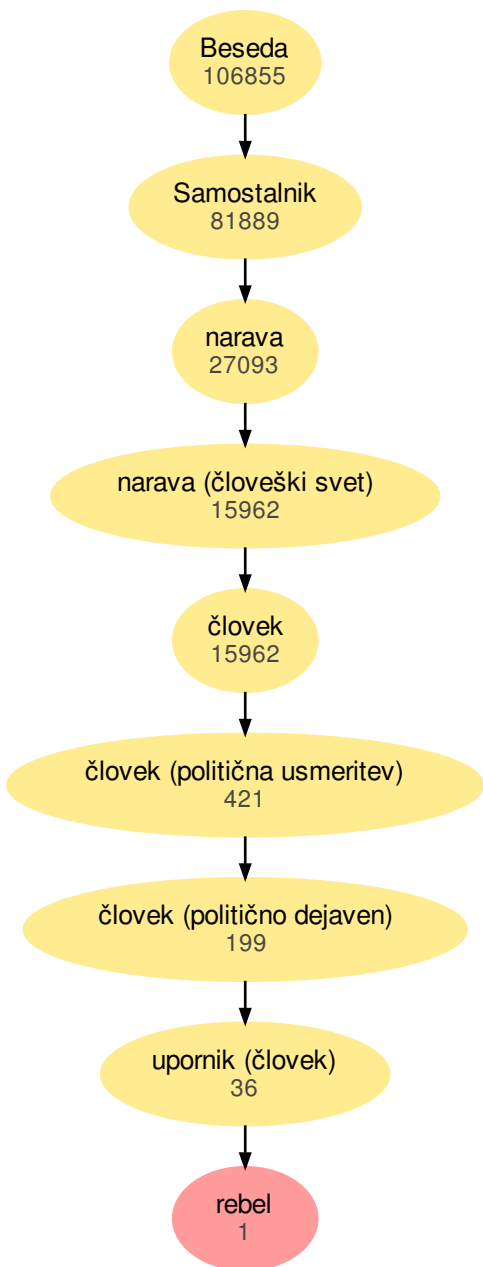 Beseda
106855
Samostalnik
81889
narava
27093
narava (človeški svet)
15962
človek
15962
človek (politična usmeritev)
421
človek (politično dejaven)
199
upornik (človek)
36
rebel
1